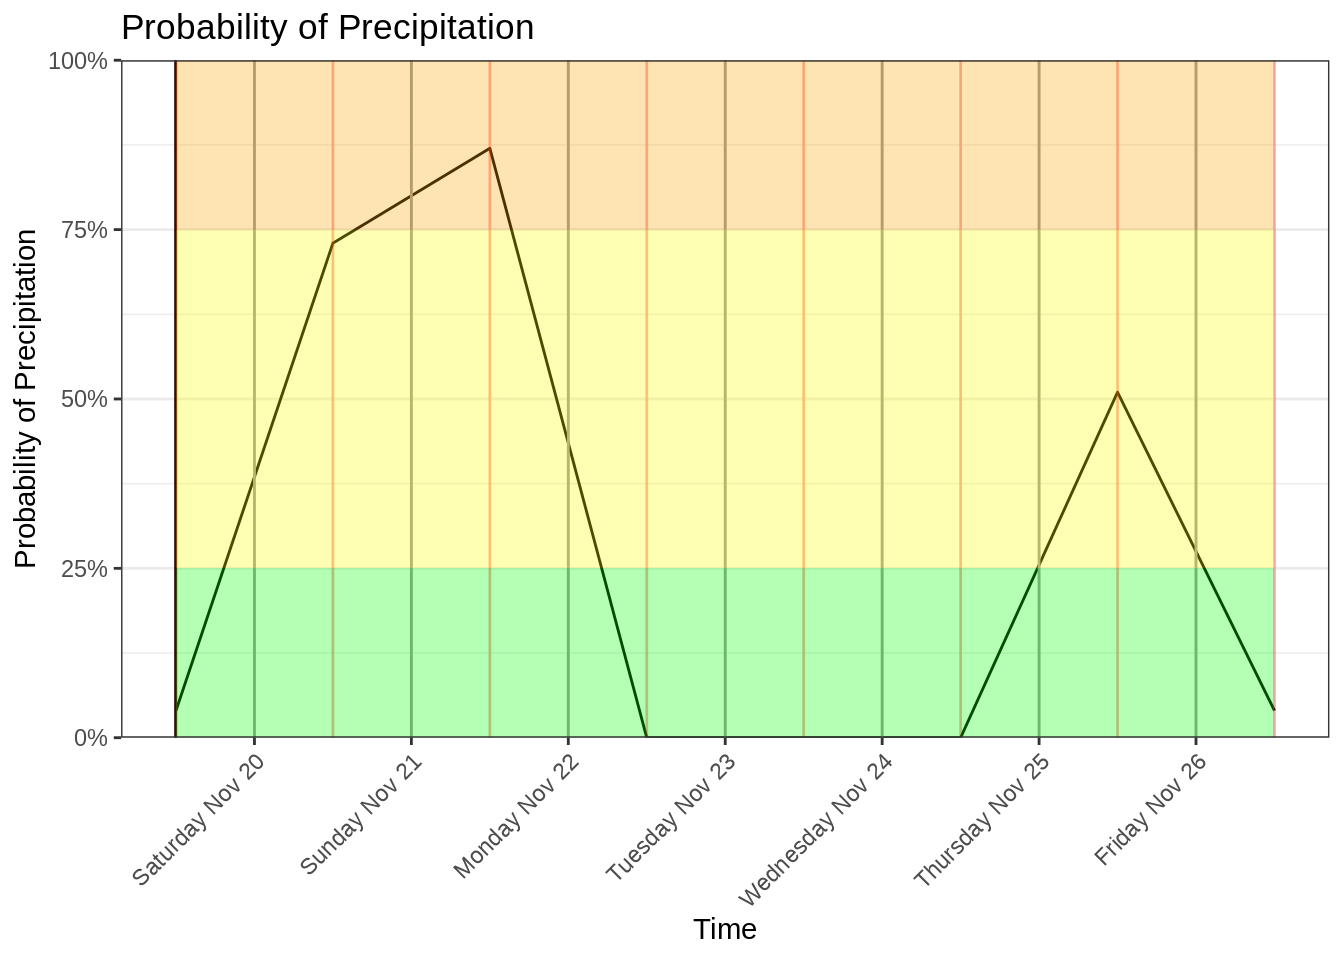 Probability of Precipitation
100%
75%
50%
25%
0%
Probability of Precipitation
Saturday Nov 20
Sunday Nov 21
Monday Nov 22
Tuesday Nov 23
Wednesday Nov 24
Thursday Nov 25
Friday Nov 26
Time